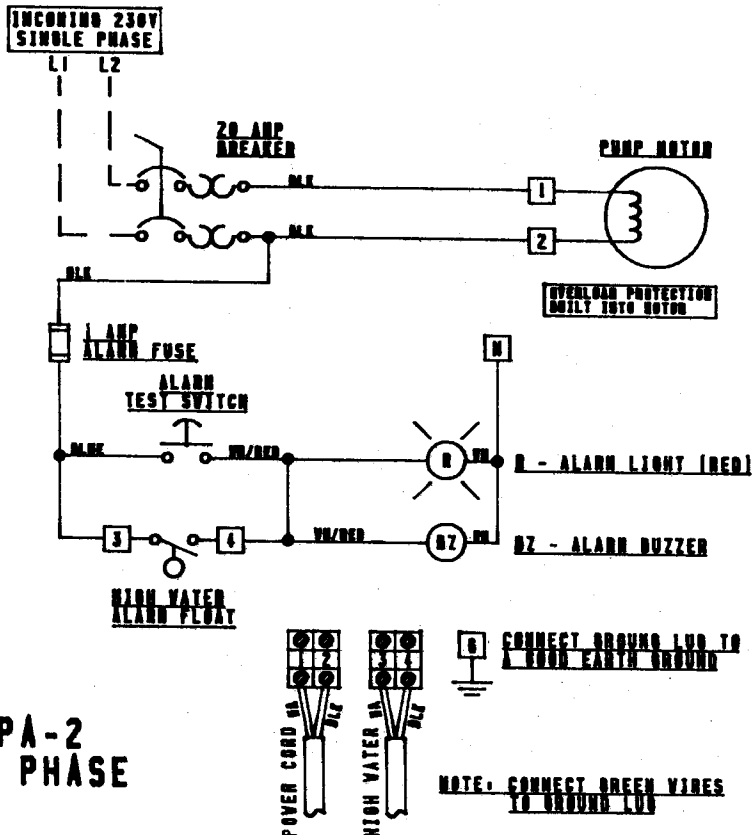 INCOMING 230V
SINGLE PHASE
L1 L2
20 AMP
BREAKER
PUMP MOTOR
BLK
1
BLK
2
BLK
OVERLOAD PROTECTION
BUILT INTO MOTOR
1 AMP
ALARM FUSE
N
ALARM
TEST SWITCH
BLUE
WH/RED
R
WH
R - ALARM LIGHT (RED)
3
4
WH/RED
BZ
WH
BZ - ALARM BUZZER
HIGH WATER
ALARM FLOAT
1 2
3 4
G
CONNECT GROUND LUG TO
A GOOD EARTH GROUND
WH
BLK
WH
BLK
POWER CORD
HIGH WATER
PA-2
PHASE
NOTE: CONNECT GREEN WIRES
TO GROUND LUG